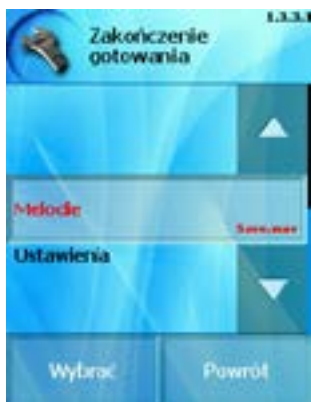 1.3.3.1
Zakończenie
gotowania
Melodie
Ustawienia
Wybrać
Powrót